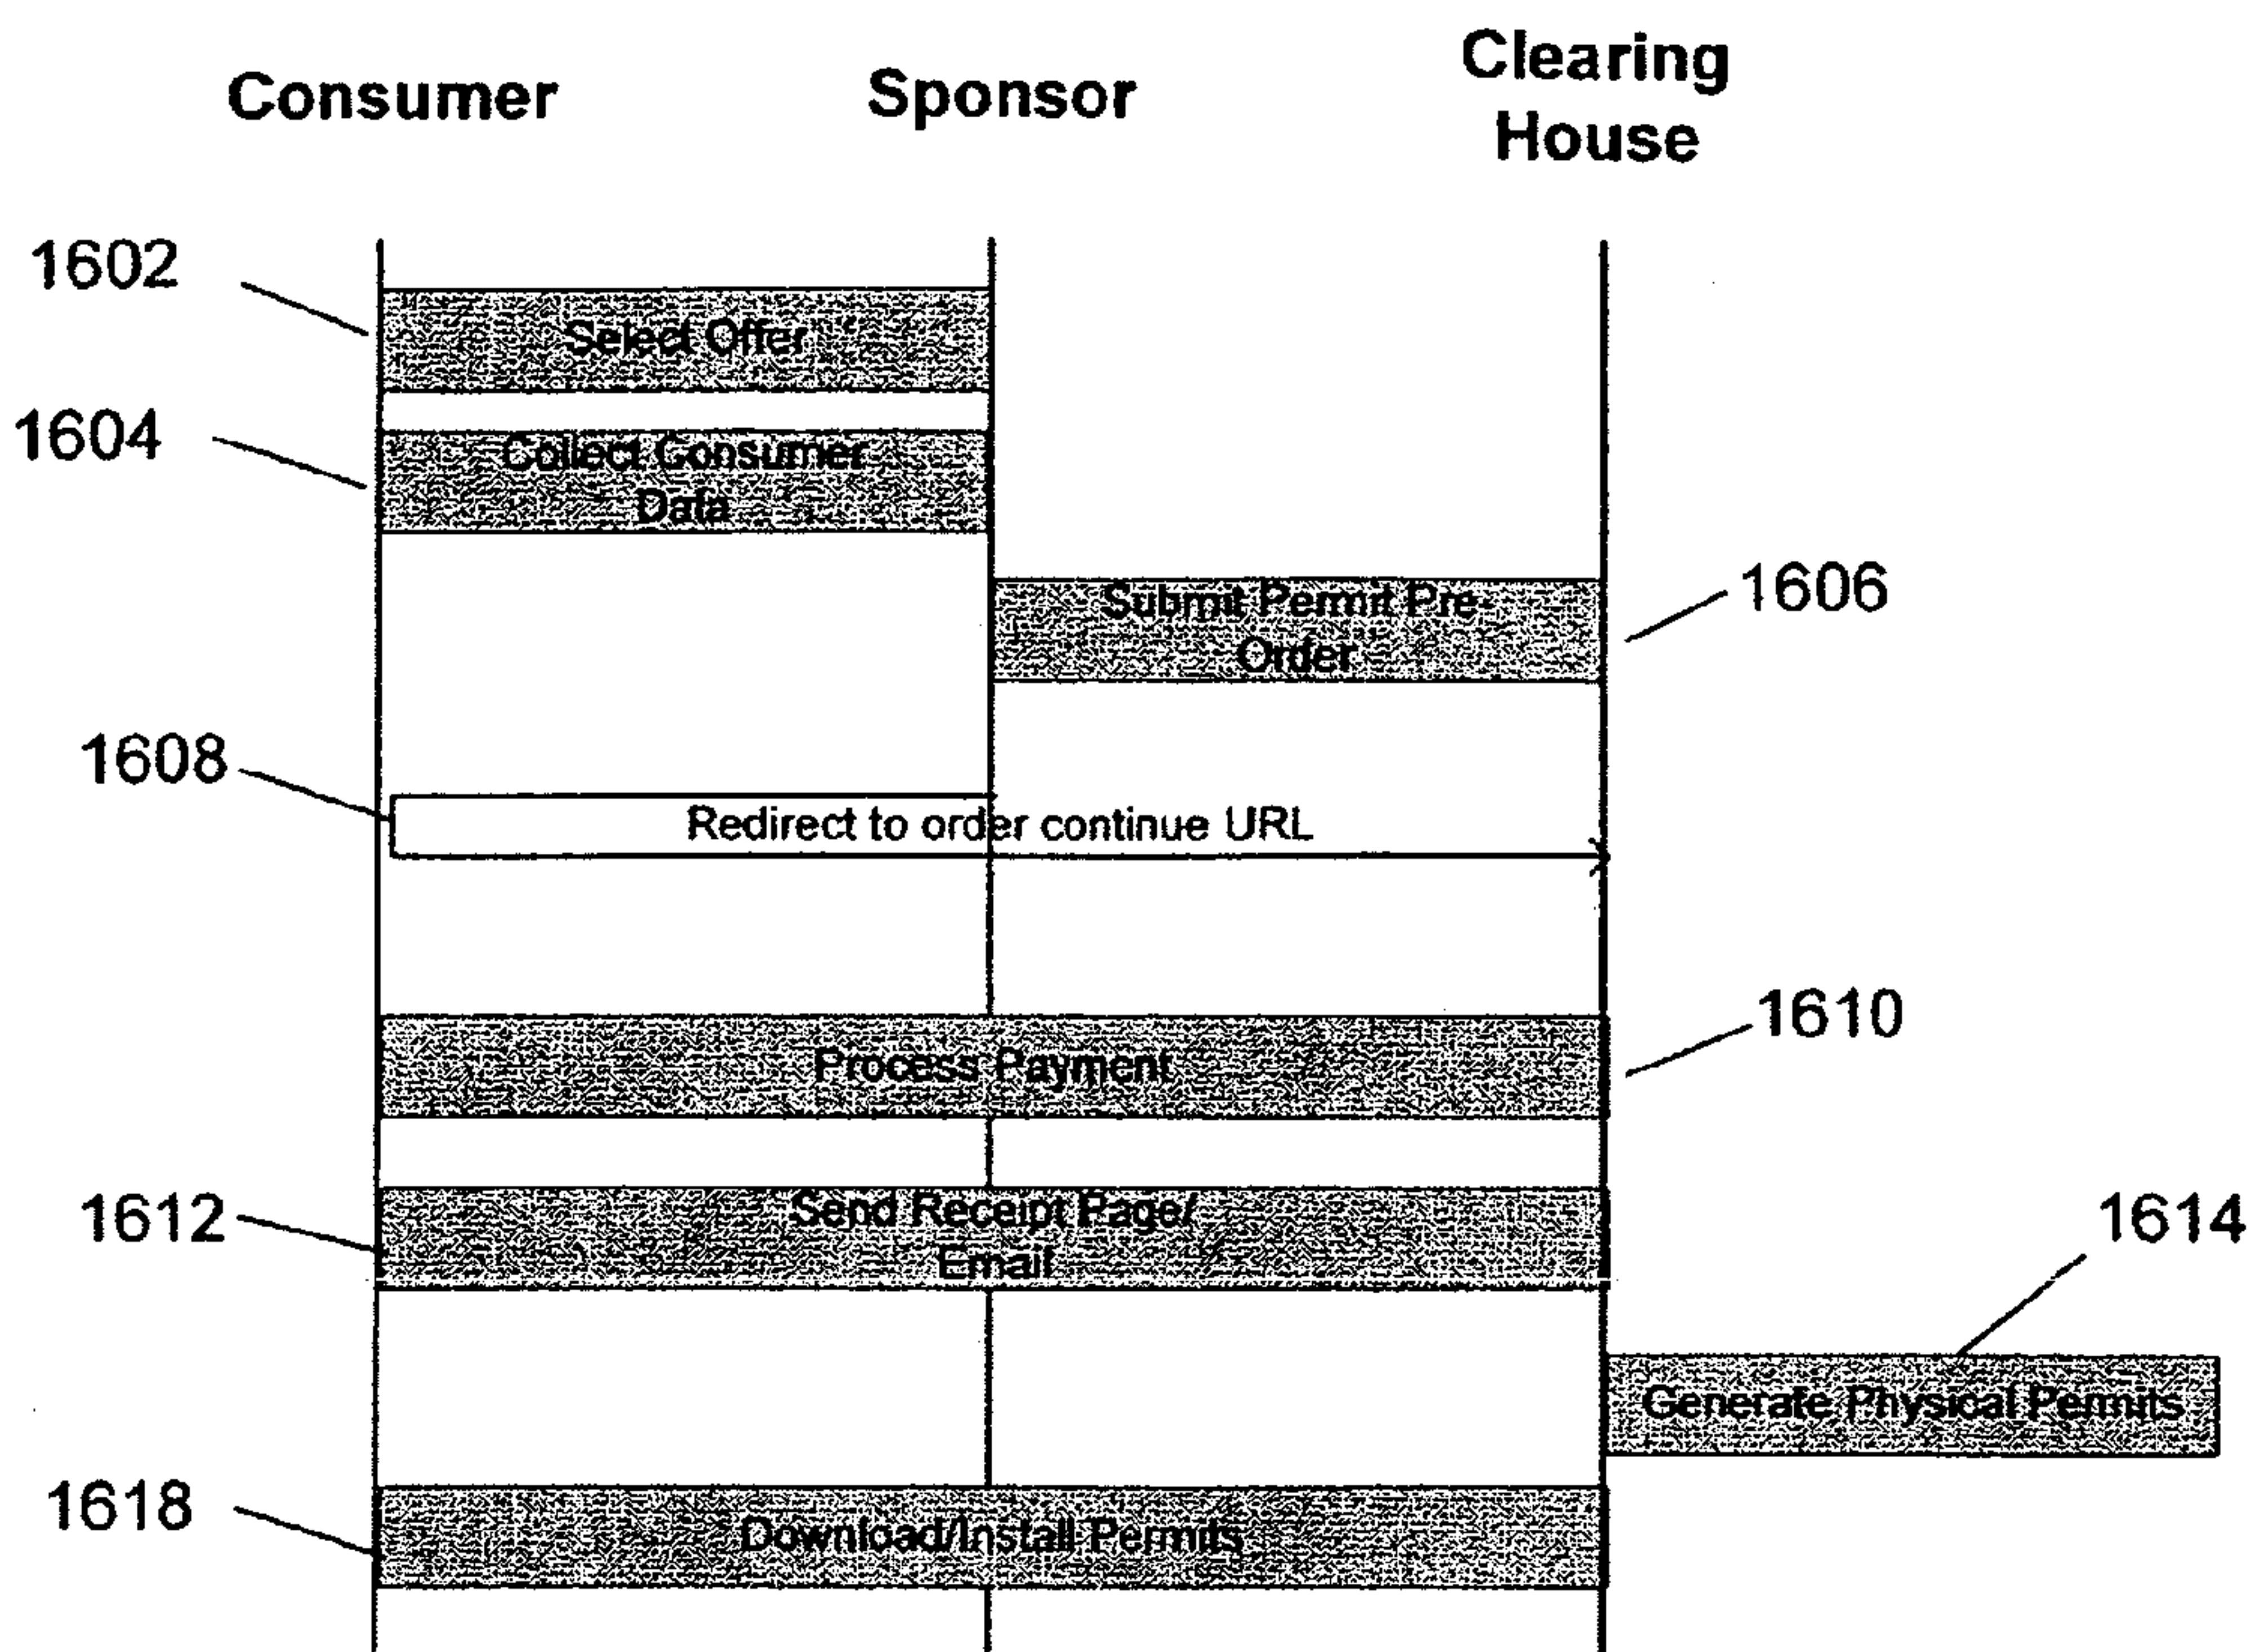 Consumer
Sponsor
Clearing
House
1602
Select Offer
1604
Collect Consumer
Data
Submit Permit Pre-
Order
1606
1608
Redirect to order continue URL
Process Payment
1610
1612
Send Receipt Page/
Email
1614
Generate Physical Permits
1618
Download/Install Permits